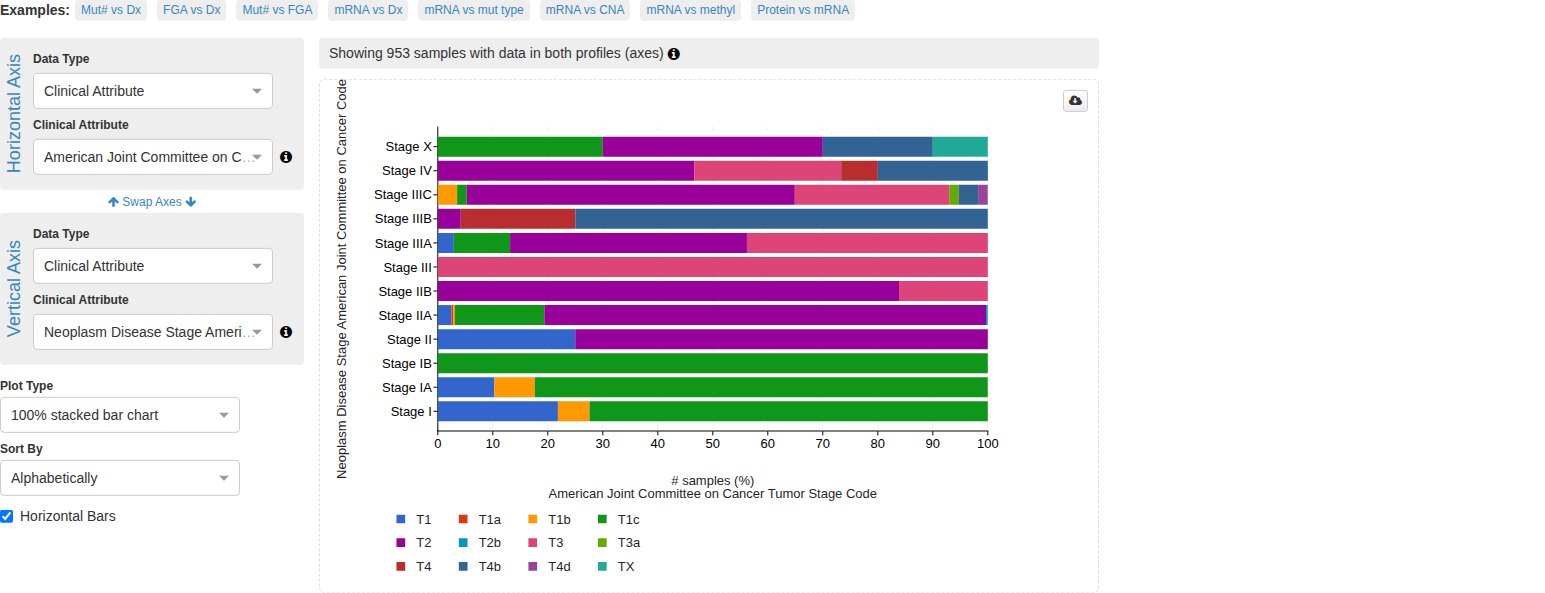 Examples: Mut# vs Dx FGA vs Dx Mut# vs FGA mRNA vs Dx mRNA vs mut type mRNA vs CNA mRNA vs methyl Protein vs mRNA
Horizontal Axis
Data Type
Clinical Attribute
Clinical Attribute
American Joint Committee on C...
Swap Axes
Vertical Axis
Data Type
Clinical Attribute
Clinical Attribute
Neoplasm Disease Stage Ameri...
Plot Type
100% stacked bar chart
Sort By
Alphabetically
Horizontal Bars
Showing 953 samples with data in both profiles (axes)
Neoplasm Disease Stage American Joint Committee on Cancer Code
Stage X
Stage IV
Stage IIIC
Stage IIIB
Stage IIIA
Stage III
Stage IIB
Stage IIA
Stage II
Stage IB
Stage IA
Stage I
0 10 20 30 40 50 60 70 80 90 100
# samples (%)
American Joint Committee on Cancer Tumor Stage Code
T1 T1a T1b T1c
T2 T2b T3 T3a
T4 T4b T4d TX